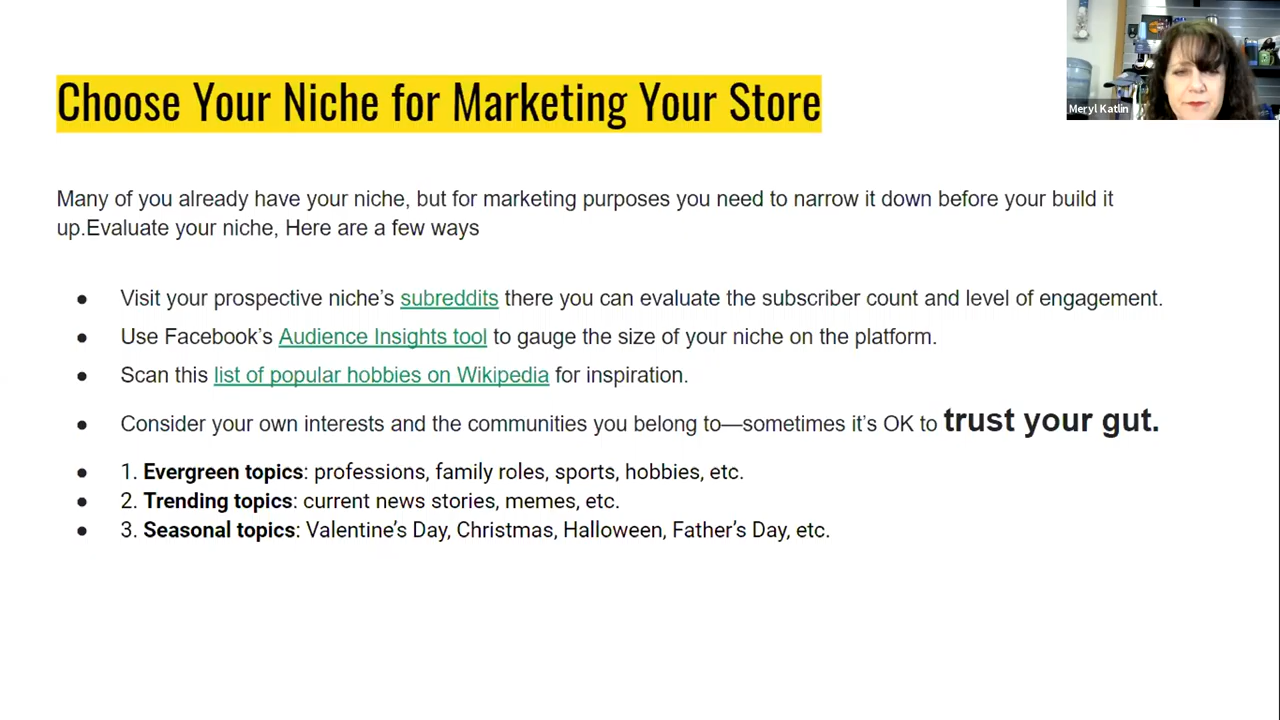 Choose Your Niche for Marketing Your Store
Meryl Katlin
Many of you already have your niche, but for marketing purposes you need to narrow it down before your build it
up.Evaluate your niche, Here are a few ways
● Visit your prospective niche’s subreddits there you can evaluate the subscriber count and level of engagement.
● Use Facebook’s Audience Insights tool to gauge the size of your niche on the platform.
● Scan this list of popular hobbies on Wikipedia for inspiration.
● Consider your own interests and the communities you belong to—sometimes it’s OK to trust your gut.
● 1. Evergreen topics: professions, family roles, sports, hobbies, etc.
● 2. Trending topics: current news stories, memes, etc.
● 3. Seasonal topics: Valentine’s Day, Christmas, Halloween, Father’s Day, etc.